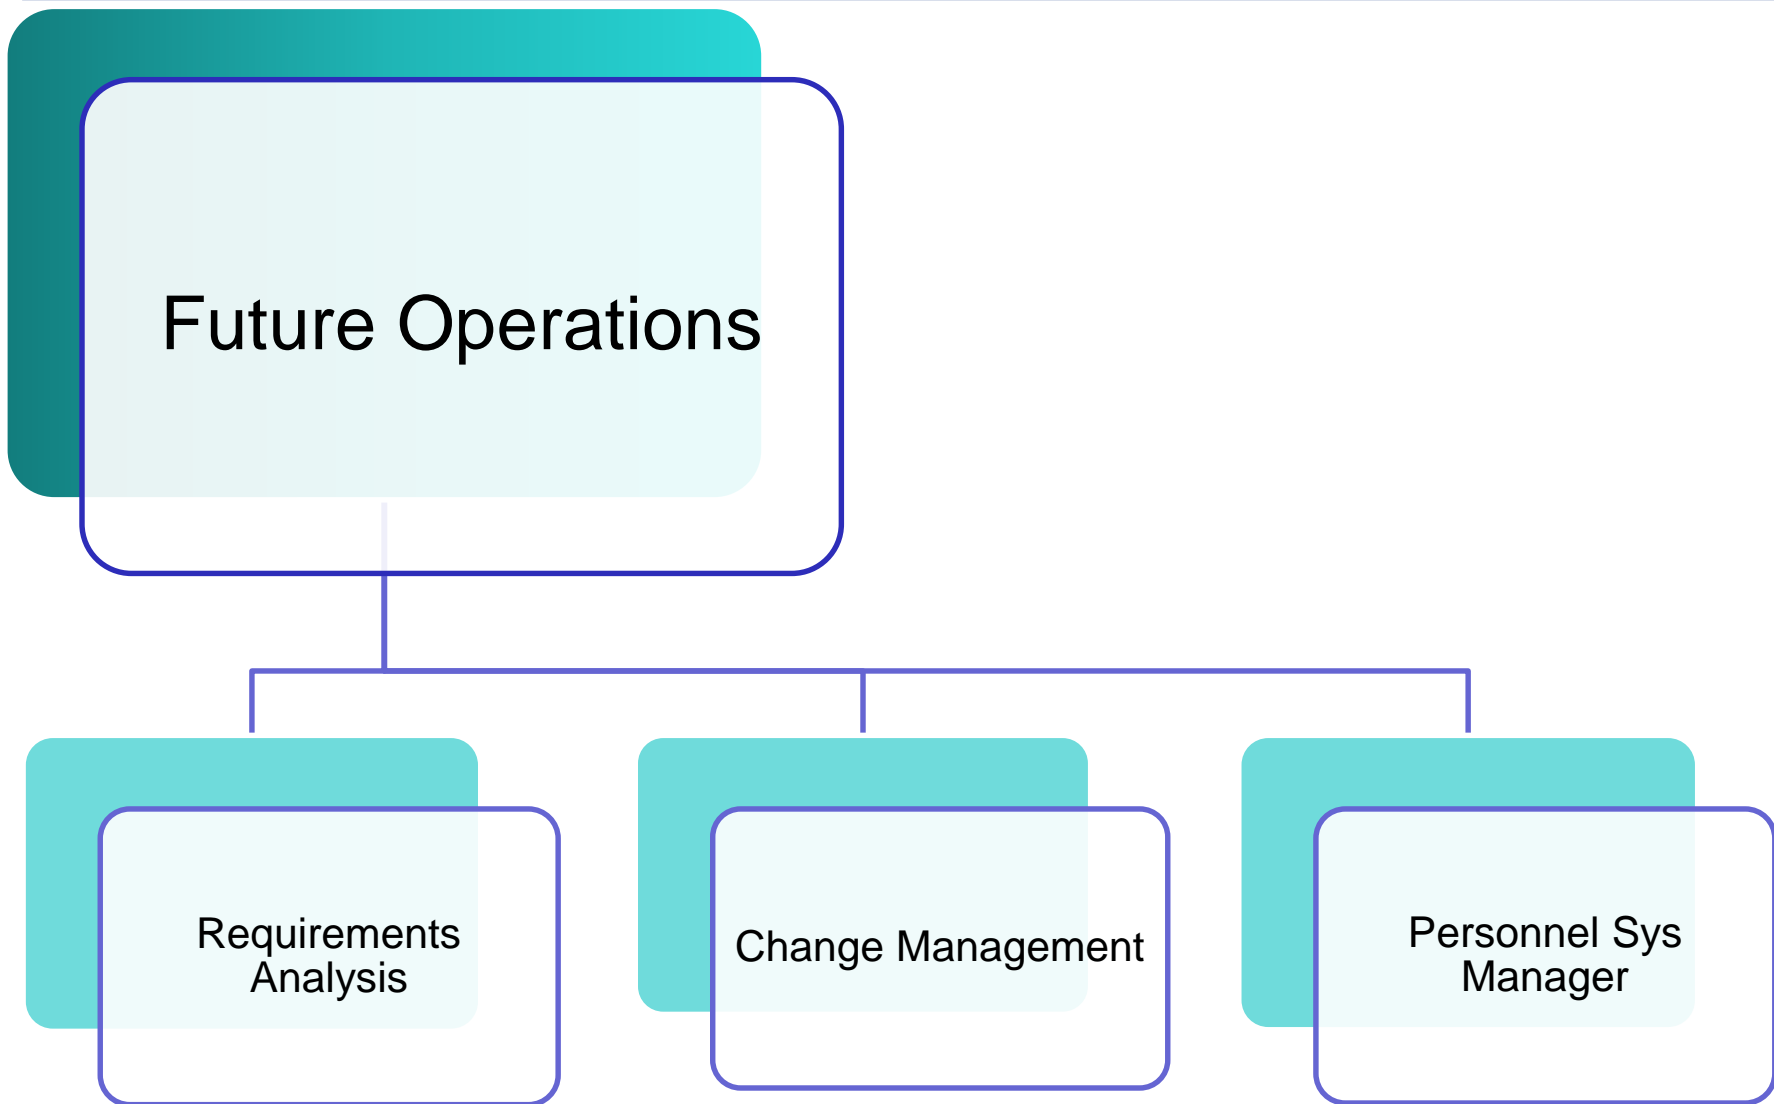 Future Operations
Requirements
Analysis
Change Management
Personnel Sys
Manager